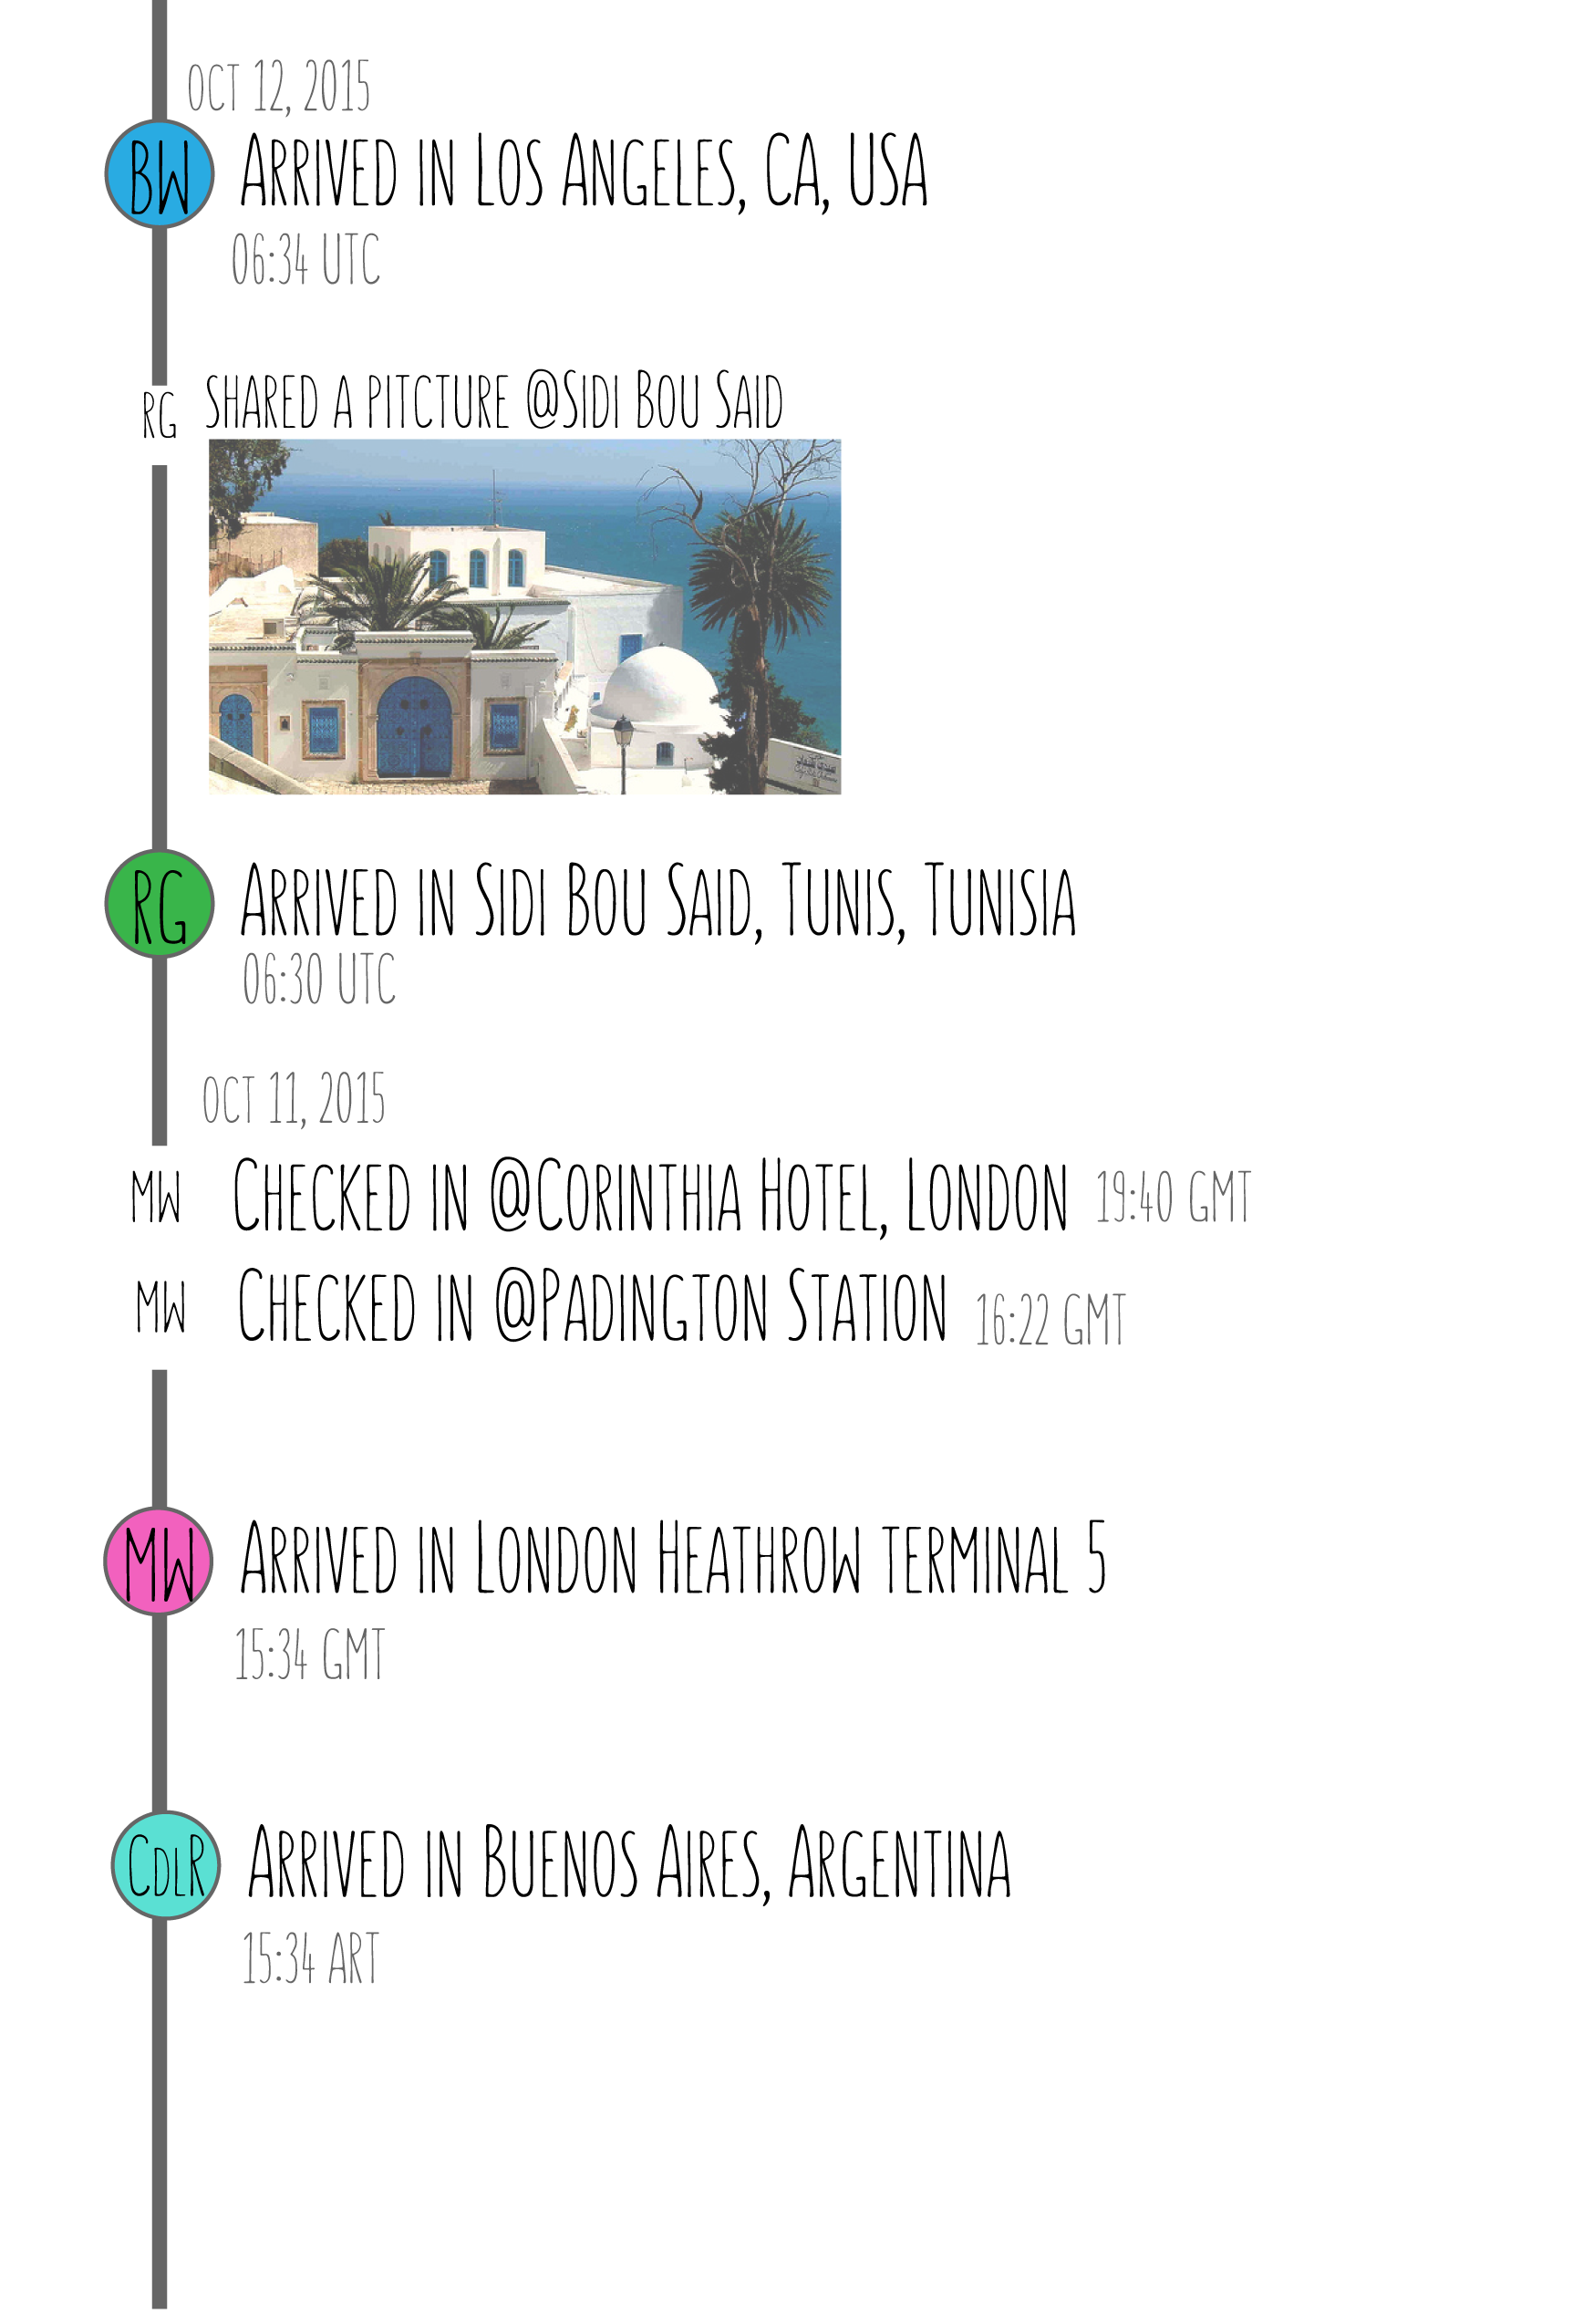 OCT 12, 2015
BW ARRIVED IN LOS ANGELES, CA, USA
06:34 UTC
RG SHARED A PITCTURE @SIDI BOU SAID
RG ARRIVED IN SIDI BOU SAID, TUNIS, TUNISIA
06:30 UTC
OCT 11, 2015
MW CHECKED IN @CORINTHIA HOTEL, LONDON 19:40 GMT
MW CHECKED IN @PADINGTON STATION 16:22 GMT
MW ARRIVED IN LONDON HEATHROW TERMINAL 5
15:34 GMT
CDLR ARRIVED IN BUENOS AIRES, ARGENTINA
15:34 ART